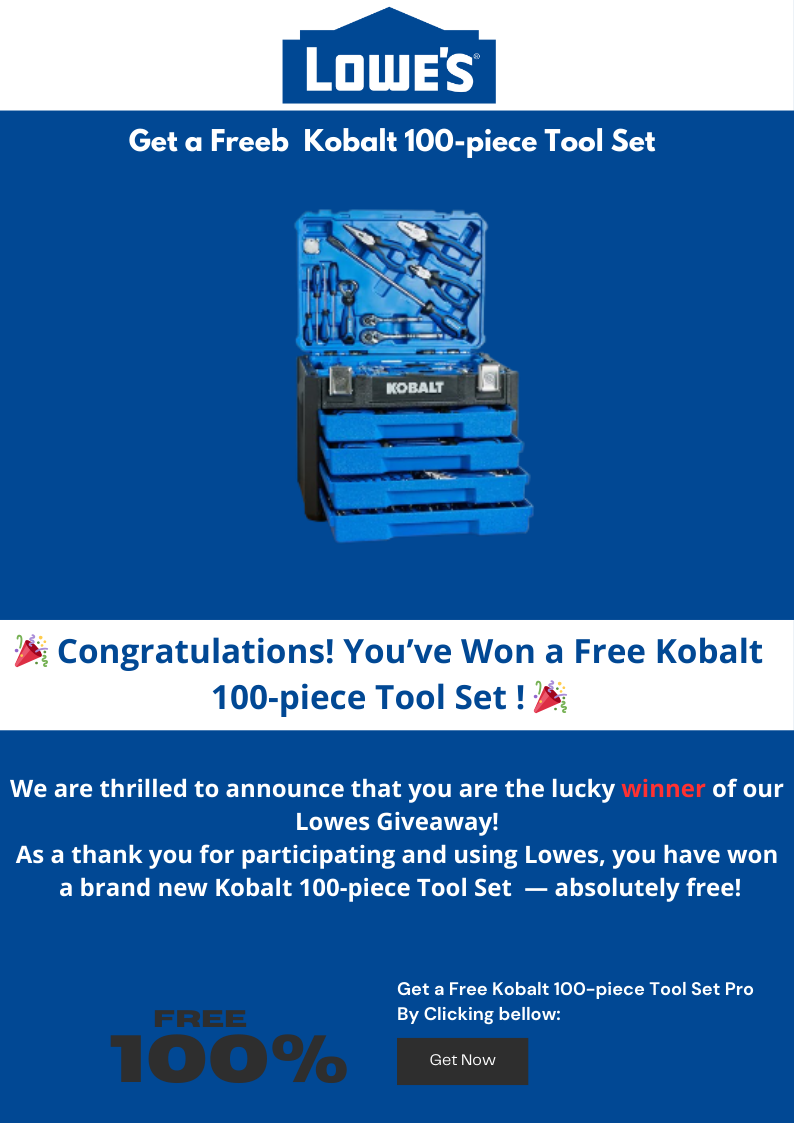 LOWE'S®
Get a Freeb Kobalt 100-piece Tool Set
KOBALT
🎉 Congratulations! You’ve Won a Free Kobalt
100-piece Tool Set ! 🎉
We are thrilled to announce that you are the lucky winner of our
Lowes Giveaway!
As a thank you for participating and using Lowes, you have won
a brand new Kobalt 100-piece Tool Set — absolutely free!
FREE
100%
Get a Free Kobalt 100-piece Tool Set Pro
By Clicking bellow:
Get Now